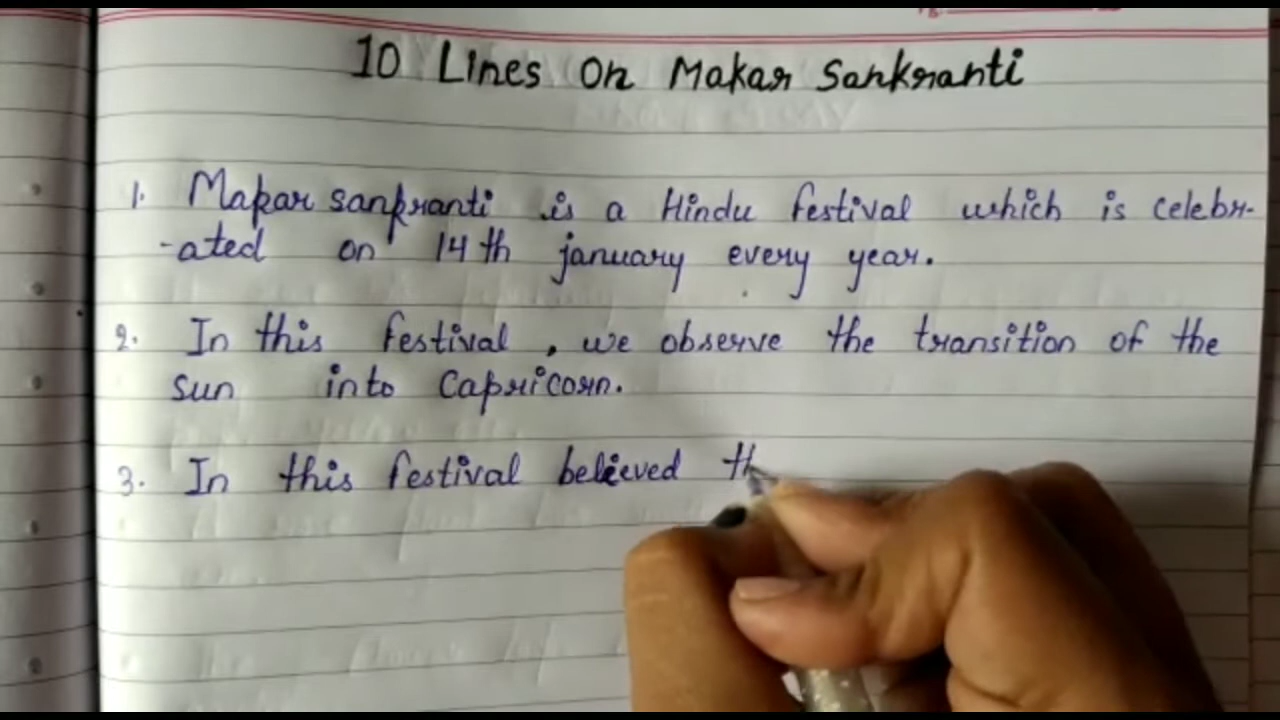 10 Lines On Makar Sankranti
1. Makar sankranti is a Hindu festival which is celebr-
-ated on 14th january every year.
2. In this festival, we observe the transition of the
sun into Capricorn.
3. In this festival believed th